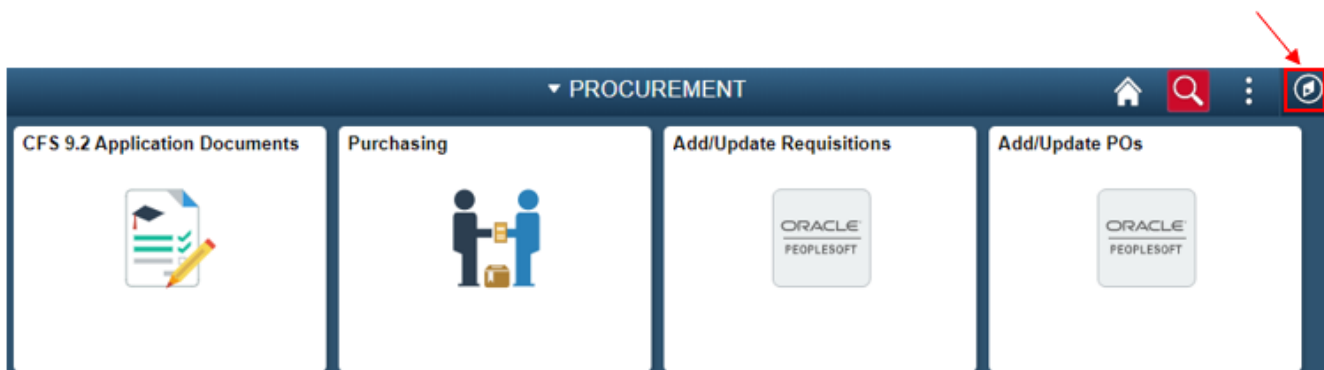 PROCUREMENT
CFS 9.2 Application Documents
Purchasing
Add/Update Requisitions
Add/Update POs
ORACLE
PEOPLESOFT
ORACLE
PEOPLESOFT